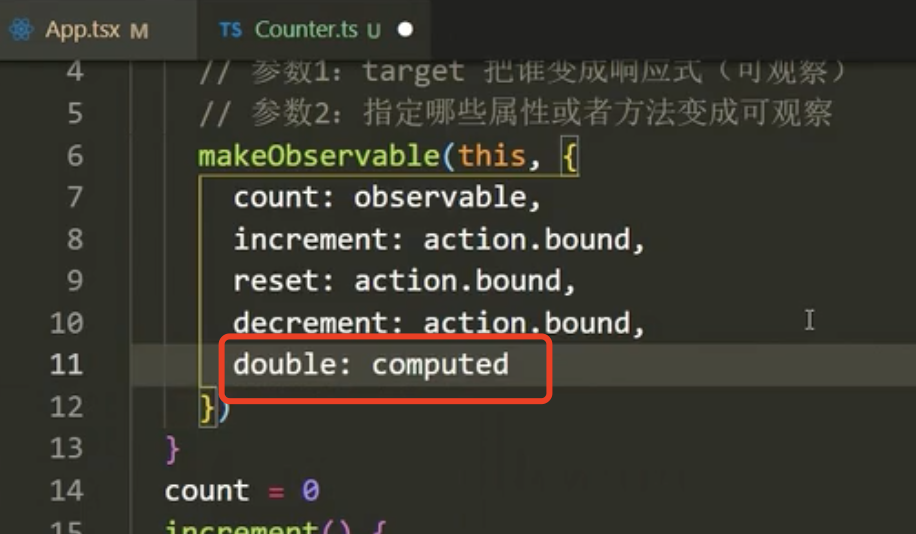 App.tsx M
TS Counter.ts U
4 // 参数1: target 把谁变成响应式（可观察）
5 // 参数2: 指定哪些属性或者方法变成可观察
6 makeObservable(this, {
7 count: observable,
8 increment: action.bound,
9 reset: action.bound,
10 decrement: action.bound,
11 double: computed
12 })
13 }
14 count = 0
15 increment() {